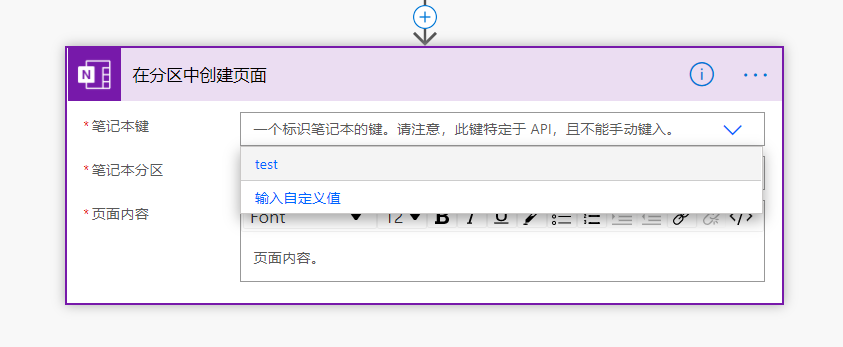 在分区中创建页面
*笔记本键
一个标识笔记本的键。请注意，此键特定于 API，且不能手动键入。
test
*笔记本分区
输入自定义值
*页面内容
Font 12 B I U </>
页面内容。